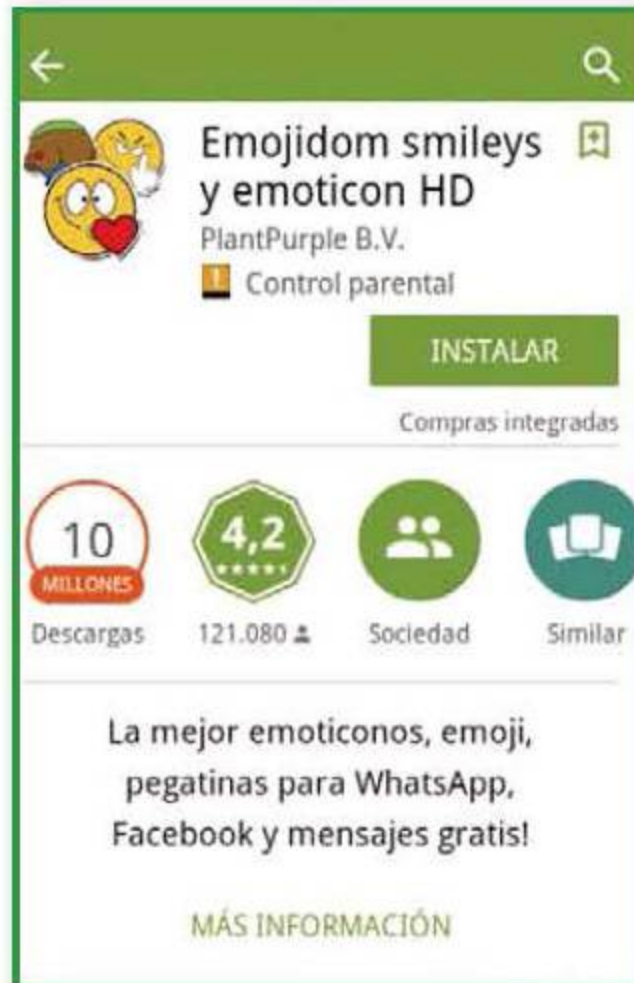 Emojidom smileys
y emoticon HD
PlantPurple B.V.
! Control parental
INSTALAR
Compras integradas
10
MILLONES
Descargas
4,2
121.080
Sociedad
Similar
La mejor emoticonos, emoji,
pegatinas para WhatsApp,
Facebook y mensajes gratis!
MÁS INFORMACIÓN